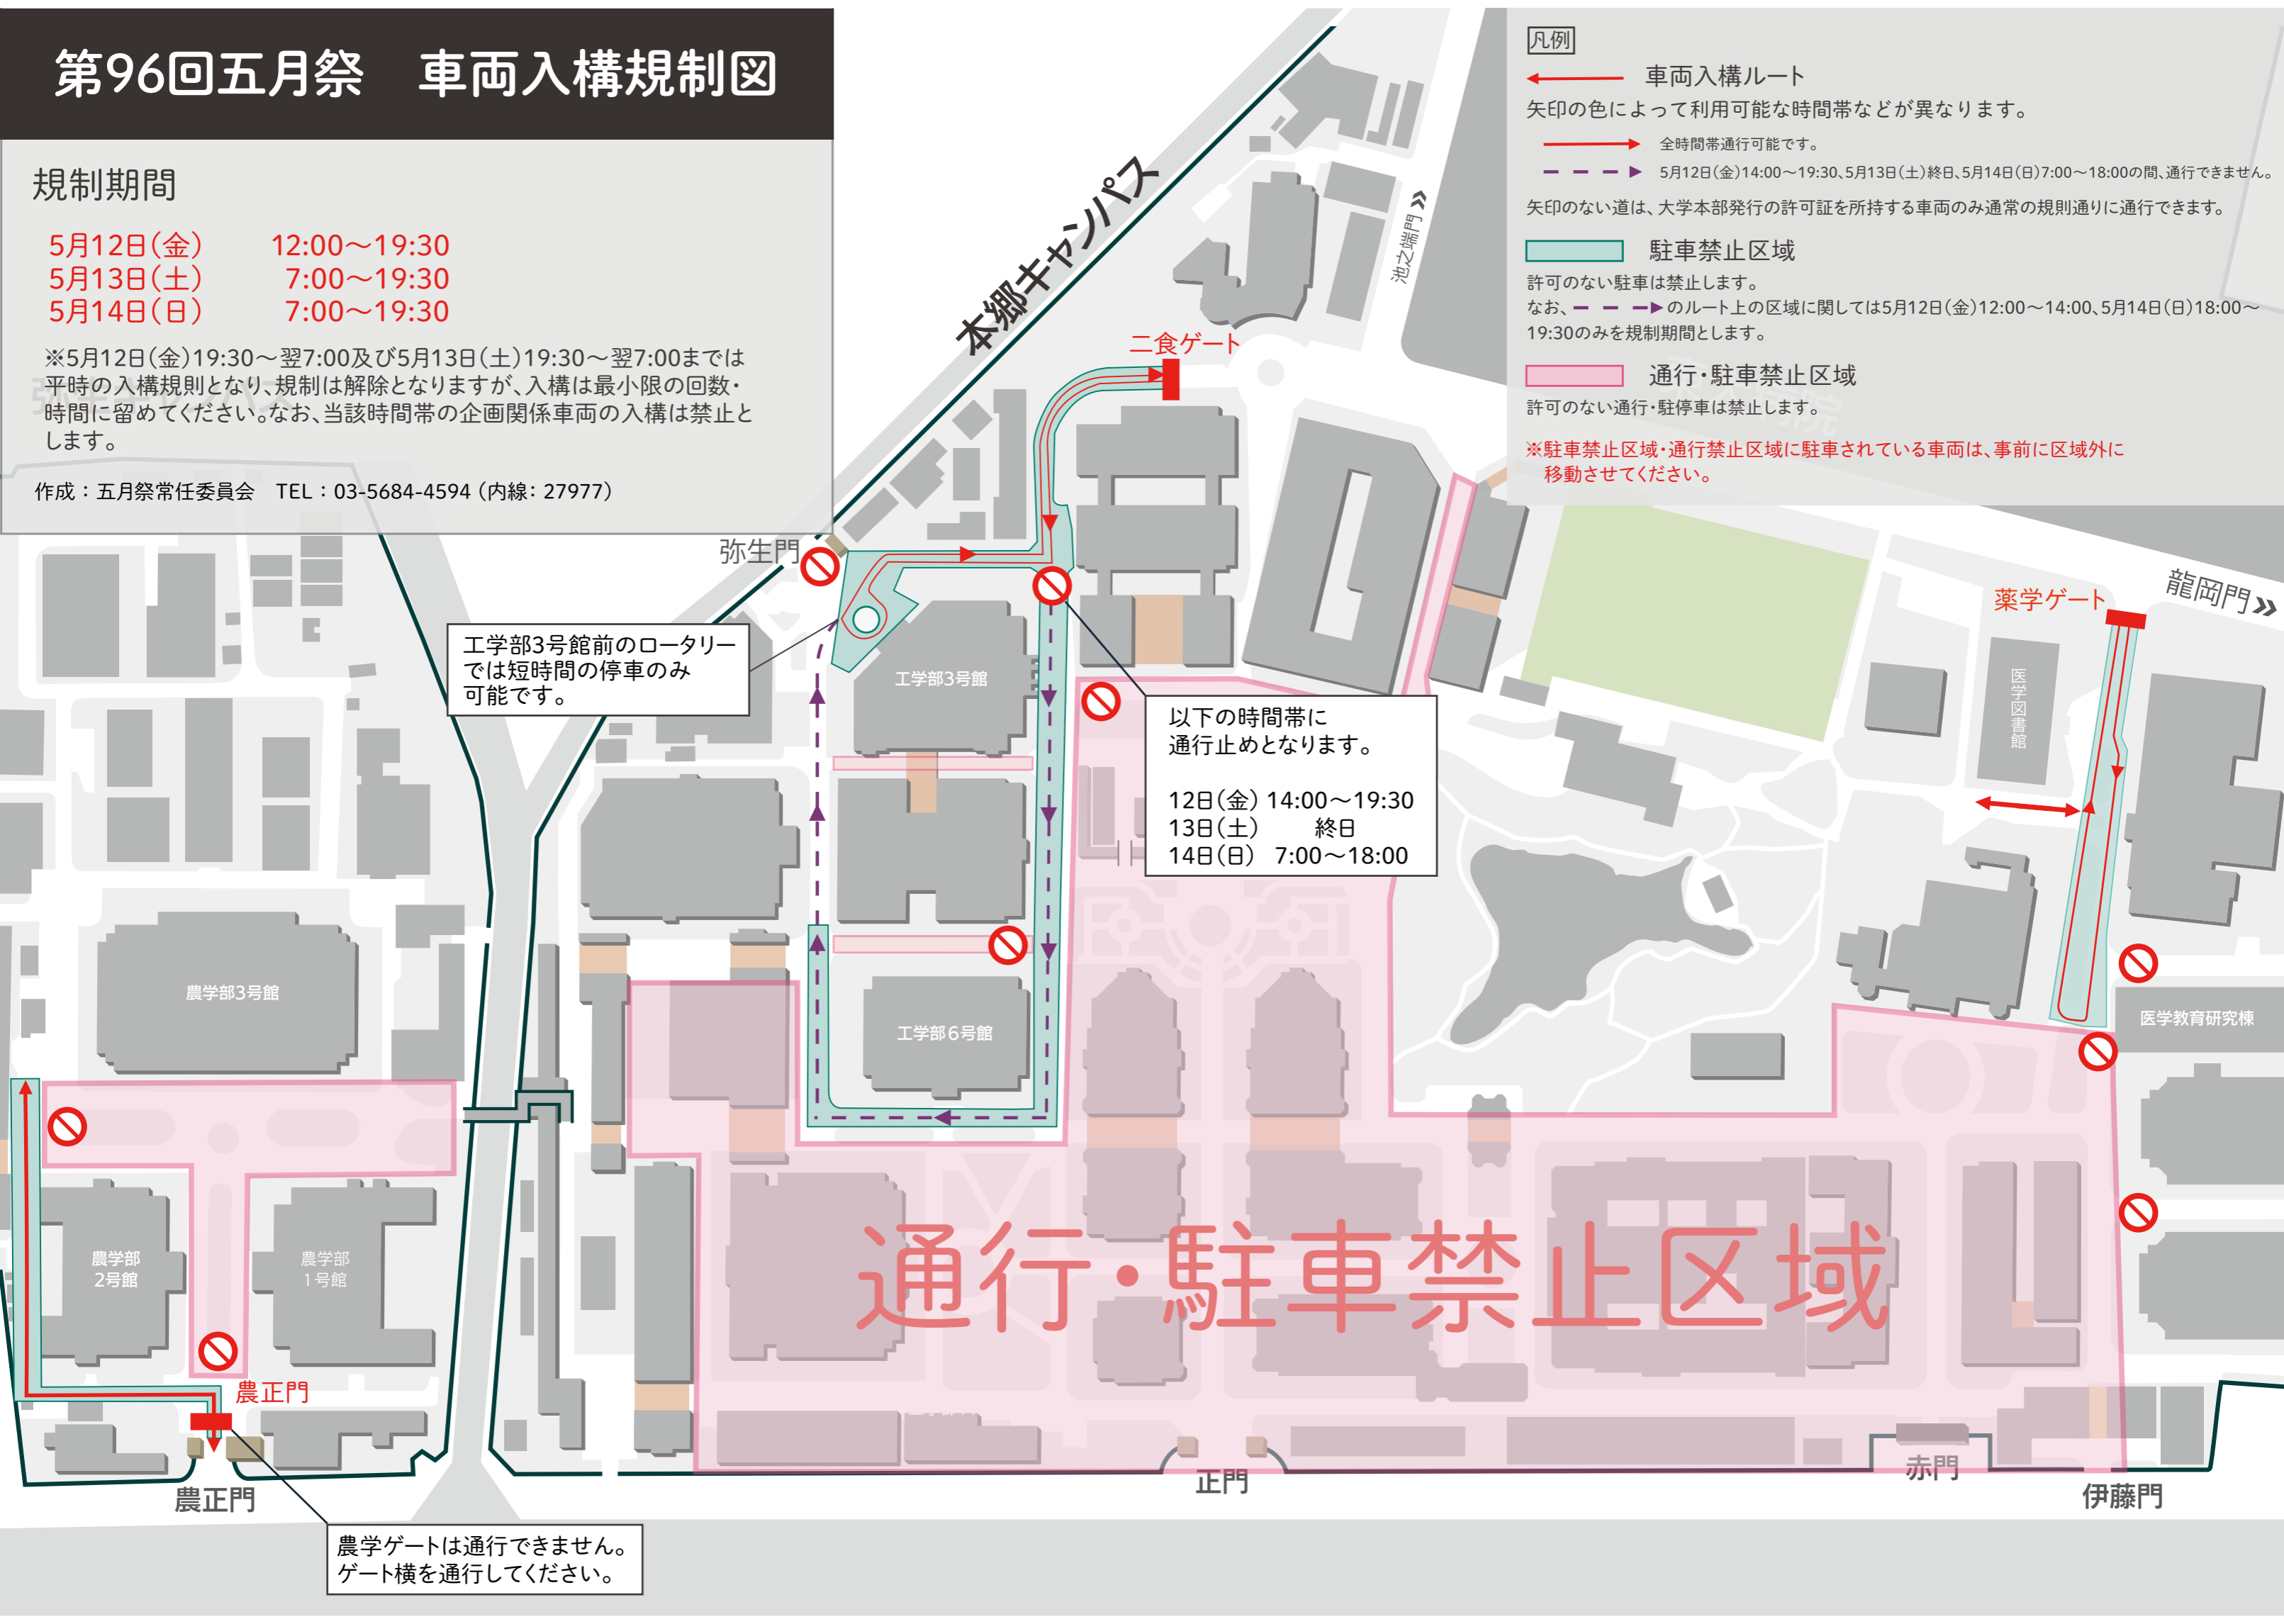 第96回五月祭　車両入構規制図
規制期間
5月12日（金）　12:00～19:30
5月13日（土）　7:00～19:30
5月14日（日）　7:00～19:30
※5月12日（金）19:30～翌7:00及び5月13日（土）19:30～翌7:00までは
平時の入構規則となり、規制は解除となりますが、入構は最小限の回数・
時間に留めてください。なお、当該時間帯の企画関係車両の入構は禁止と
します。
作成：五月祭常任委員会　TEL：03-5684-4594（内線：27977）
弥生キャンパス
凡例
車両入構ルート
矢印の色によって利用可能な時間帯などが異なります。
全時間帯通行可能です。
5月12日（金）14:00～19:30、5月13日（土）終日、5月14日（日）7:00～18:00の間、通行できません。
矢印のない道は、大学本部発行の許可証を所持する車両のみ通常の規則通りに通行できます。
駐車禁止区域
許可のない駐車は禁止します。
なお、のルート上の区域に関しては5月12日（金）12:00～14:00、5月14日（日）18:00～
19:30のみを規制期間とします。
通行・駐車禁止区域
許可のない通行・駐停車は禁止します。
※駐車禁止区域・通行禁止区域に駐車されている車両は、事前に区域外に
移動させてください。
本郷キャンパス
池之端門
二食ゲート
弥生門
薬学ゲート
龍岡門
工学部3号館前のロータリー
では短時間の停車のみ
可能です。
工学部3号館
医学図書館
以下の時間帯に
通行止めとなります。
12日（金）14:00～19:30
13日（土）　終日
14日（日）　7:00～18:00
農学部3号館
工学部6号館
医学教育研究棟
農学部
2号館
農学部
1号館
通行・駐車禁止区域
農正門
農正門
正門
赤門
伊藤門
農学ゲートは通行できません。
ゲート横を通行してください。